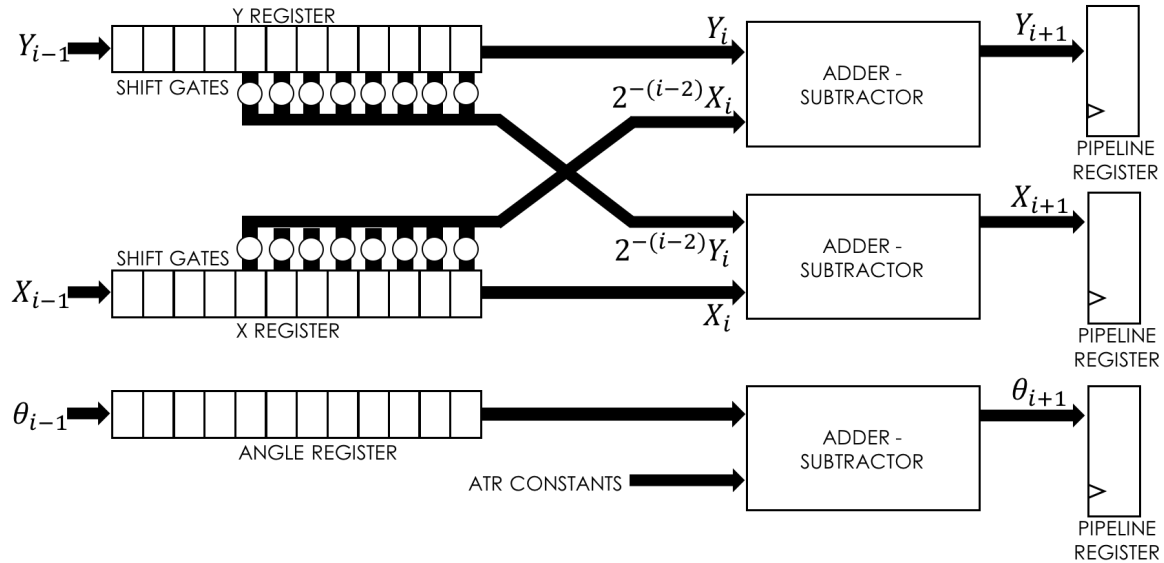 Y REGISTER
Y_{i−1}
SHIFT GATES
Y_i
2^{−(i−2)}X_i
ADDER -
SUBTRACTOR
Y_{i+1}
PIPELINE
REGISTER
SHIFT GATES
X_{i−1}
X REGISTER
2^{−(i−2)}Y_i
X_i
ADDER -
SUBTRACTOR
X_{i+1}
PIPELINE
REGISTER
θ_{i−1}
ANGLE REGISTER
ATR CONSTANTS
ADDER -
SUBTRACTOR
θ_{i+1}
PIPELINE
REGISTER